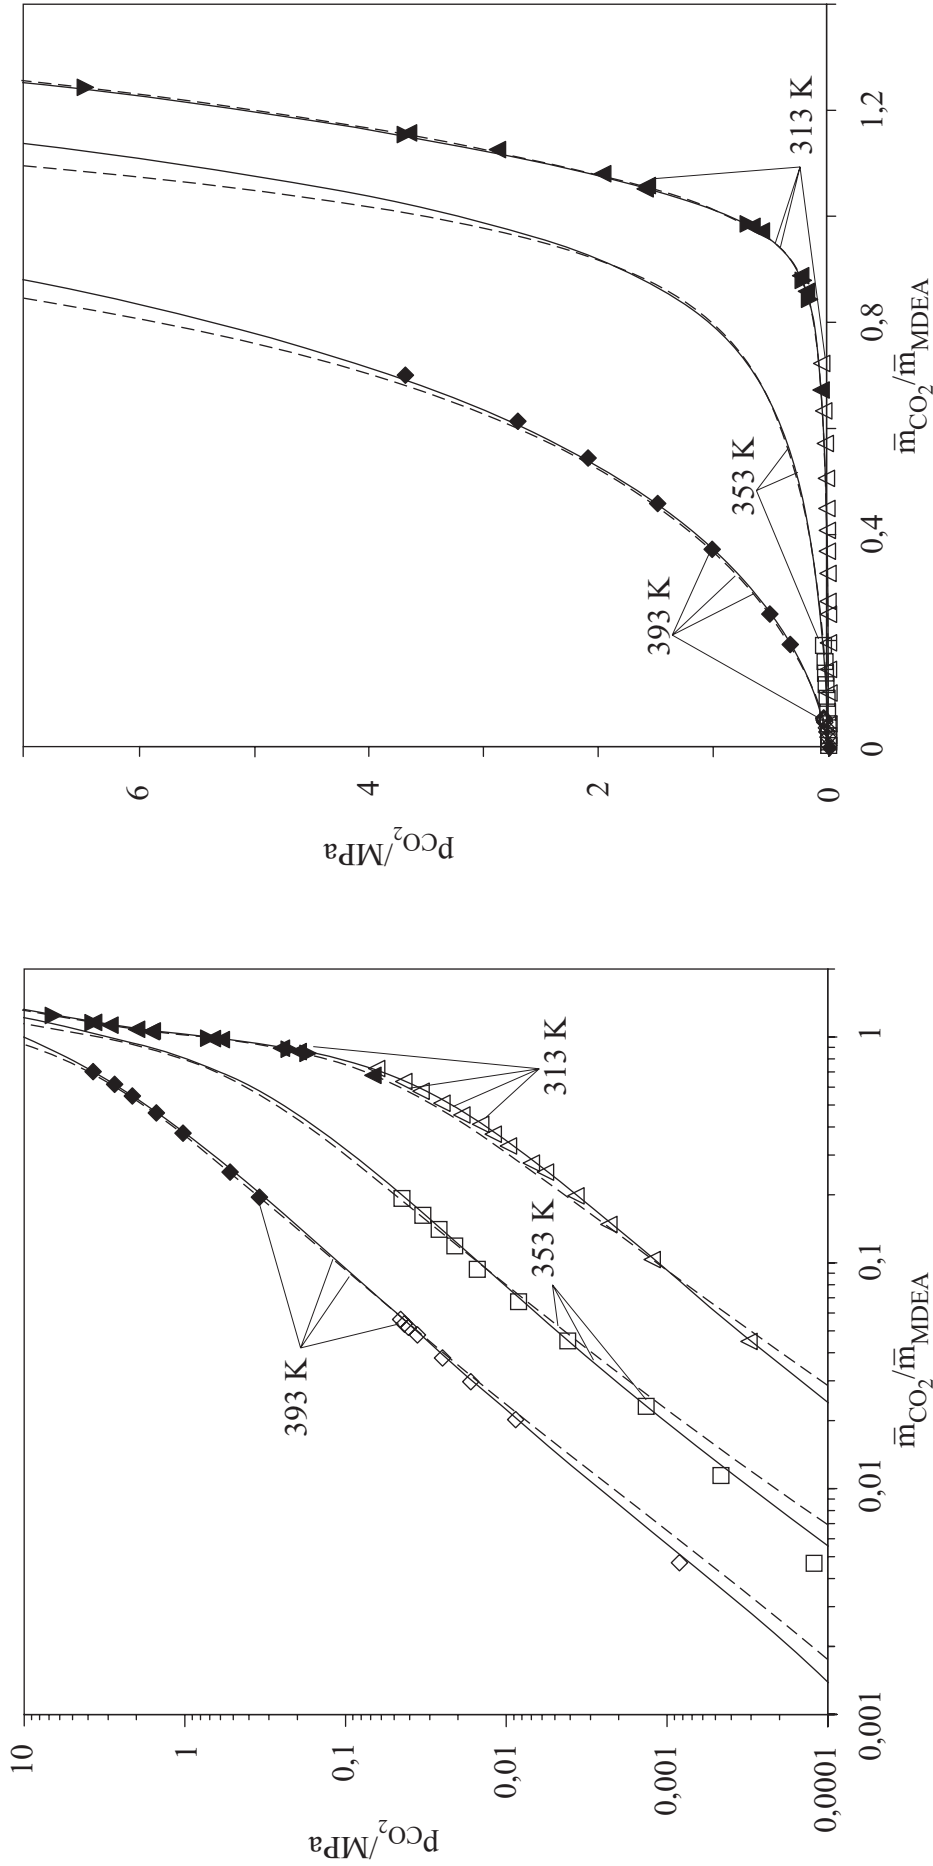 10
1
0,1
0,01
0,001
0,0001
p_CO2/MPa
393 K
353 K
313 K
0,001
0,01
0,1
1
m̄_CO2/m̄_MDEA
6
4
2
0
p_CO2/MPa
393 K
353 K
313 K
0
0,4
0,8
1,2
m̄_CO2/m̄_MDEA